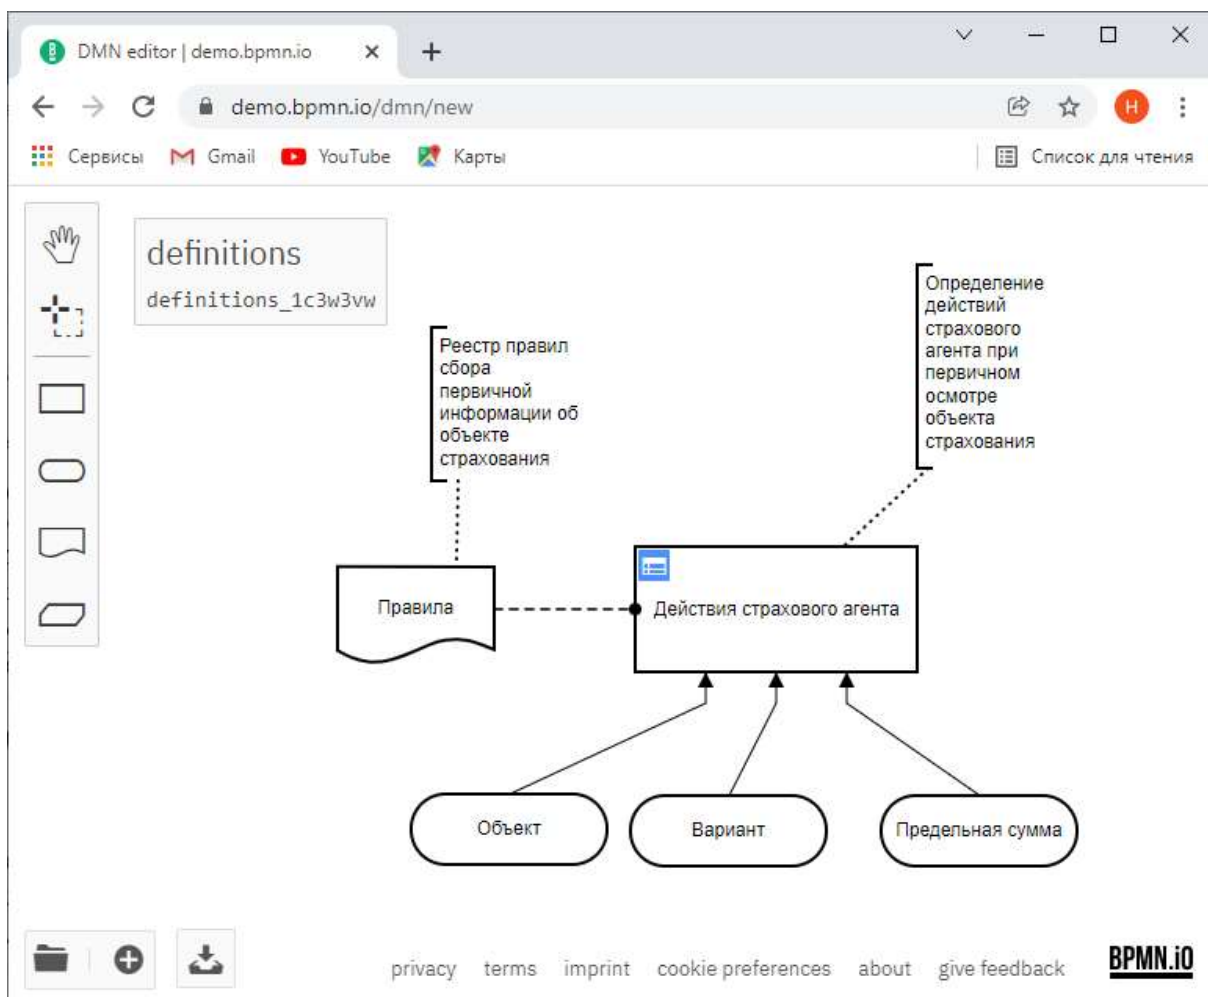 DMN editor | demo.bpmn.io
demo.bpmn.io/dmn/new
H
Сервисы
Gmail
YouTube
Карты
Список для чтения
definitions
definitions_1c3w3vw
Определение
действий
страхового
агента при
первичном
осмотре
объекта
страхования
Реестр правил
сбора
первичной
информации об
объекте
страхования
Правила
Действия страхового агента
Объект
Вариант
Предельная сумма
privacy
terms
imprint
cookie preferences
about
give feedback
BPMN.iO